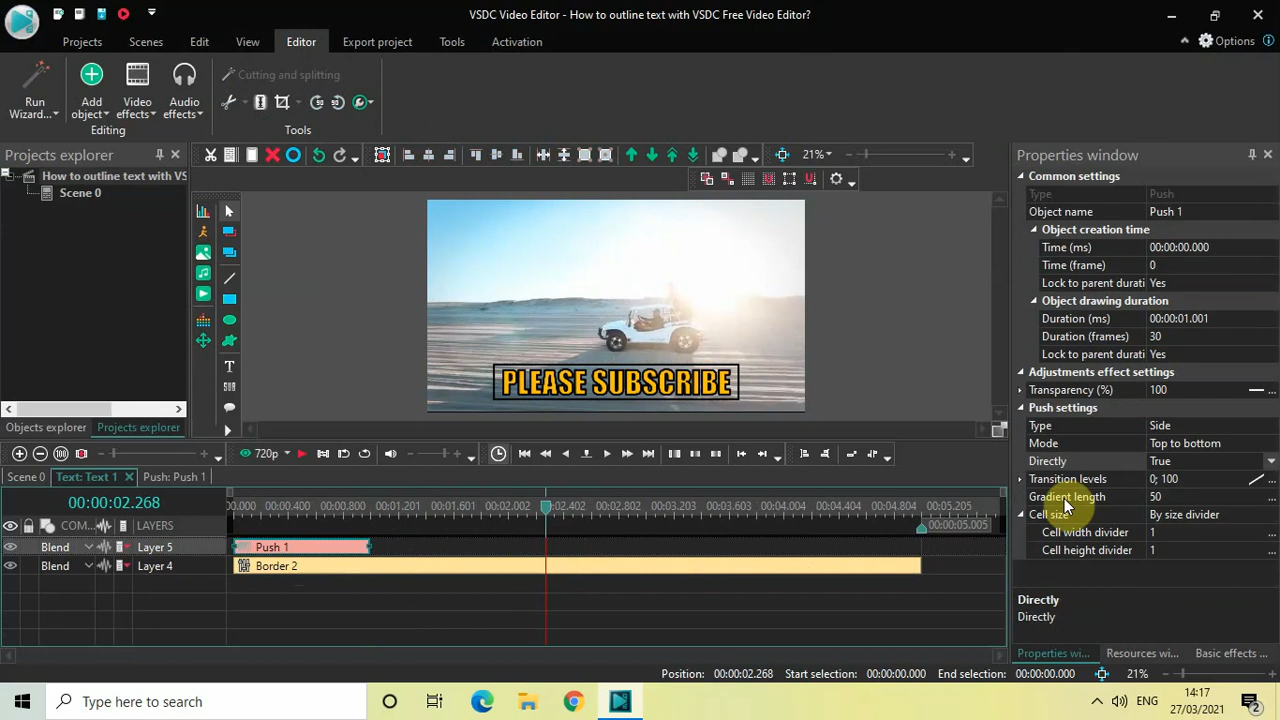 VSDC Video Editor - How to outline text with VSDC Free Video Editor?
Projects
Scenes
Edit
View
Editor
Export project
Tools
Activation
Options
Run Wizard...
Add object
Video effects
Audio effects
Editing
Cutting and splitting
Tools
Projects explorer
How to outline text with VS
Scene 0
Objects explorer
Projects explorer
21%
PLEASE SUBSCRIBE
Properties window
Common settings
Type Push
Object name Push 1
Object creation time
Time (ms) 00:00:00.000
Time (frame) 0
Lock to parent durati Yes
Object drawing duration
Duration (ms) 00:00:01.001
Duration (frames) 30
Lock to parent durati Yes
Adjustments effect settings
Transparency (%) 100 ...
Push settings
Type Side
Mode Top to bottom
Directly True
Transition levels 0; 100 ...
Gradient length 50 ...
Cell size By size divider
Cell width divider 1 ...
Cell height divider 1 ...
Directly
Directly
Properties wi...
Resources wi...
Basic effects ...
720p
Scene 0
Text: Text 1
Push: Push 1
00:00:02.268
0.000 00:00.400 00:00.802 00:01.202 00:01.602 00:02.002 00:02.402 00:02.802 00:03.203 00:03.603 00:04.003 00:04.403 00:04.803 00:05.205
00:00:05.005
COM...
LAYERS
Blend Layer 5 Push 1
Blend Layer 4 Border 2
Position: 00:00:02.268 Start selection: 00:00:00.000 End selection: 00:00:00.000 21%
Type here to search
ENG
14:17
27/03/2021
2